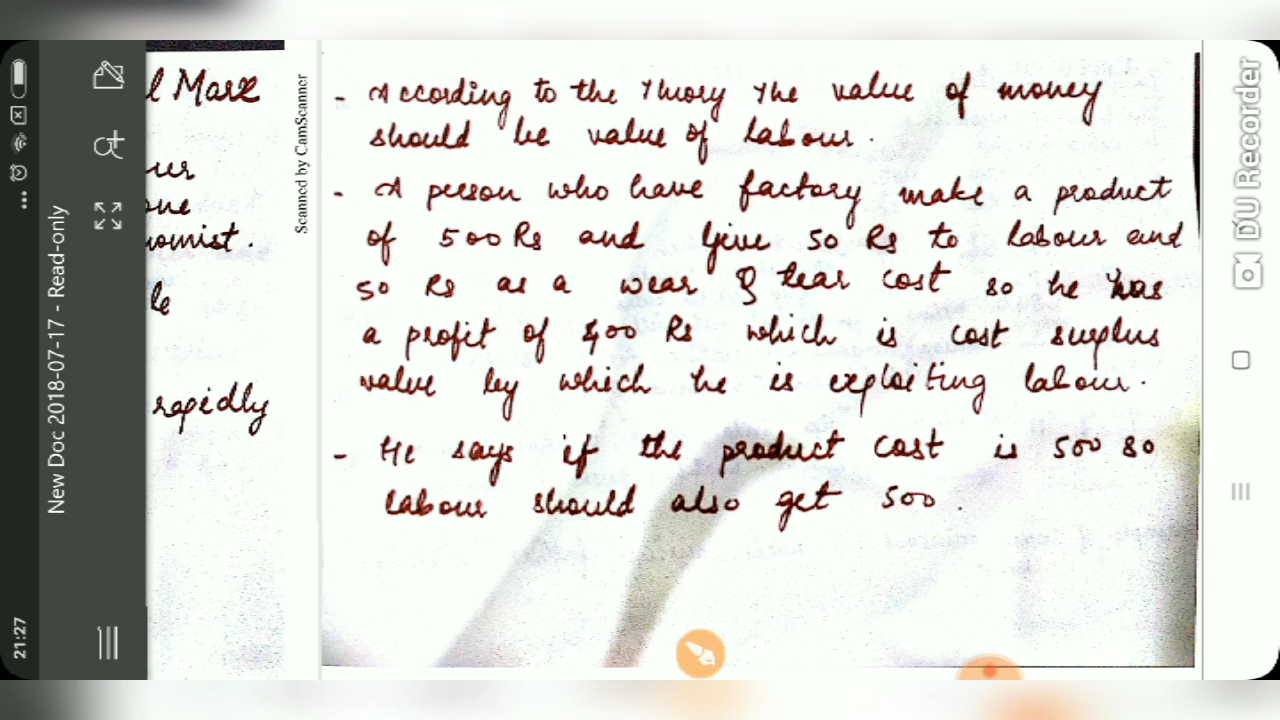 21:27
New Doc 2018-07-17 - Read-only
l Marx
our
one
nomist.
le
rapidly
Scanned by CamScanner
- According to the theory the value of money
should be value of labour.
- A person who have factory make a product
of 500 Rs and give 50 Rs to labour and
50 Rs as a wear & tear cost so he has
a profit of 400 Rs which is cost surplus
value by which he is exploiting labour.
- He says if the product cost is 500 so
labour should also get 500.
DU Recorder